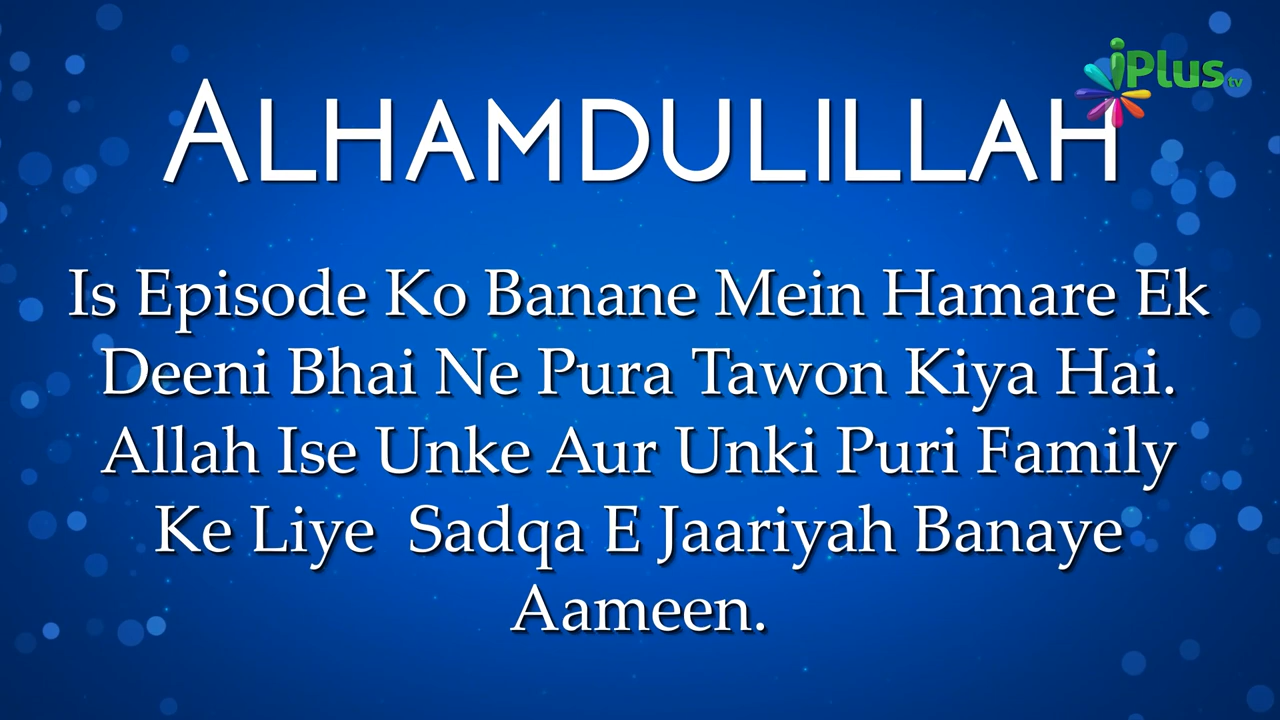 iPlus tv
ALHAMDULILLAH
Is Episode Ko Banane Mein Hamare Ek
Deeni Bhai Ne Pura Tawon Kiya Hai.
Allah Ise Unke Aur Unki Puri Family
Ke Liye Sadqa E Jaariyah Banaye
Aameen.